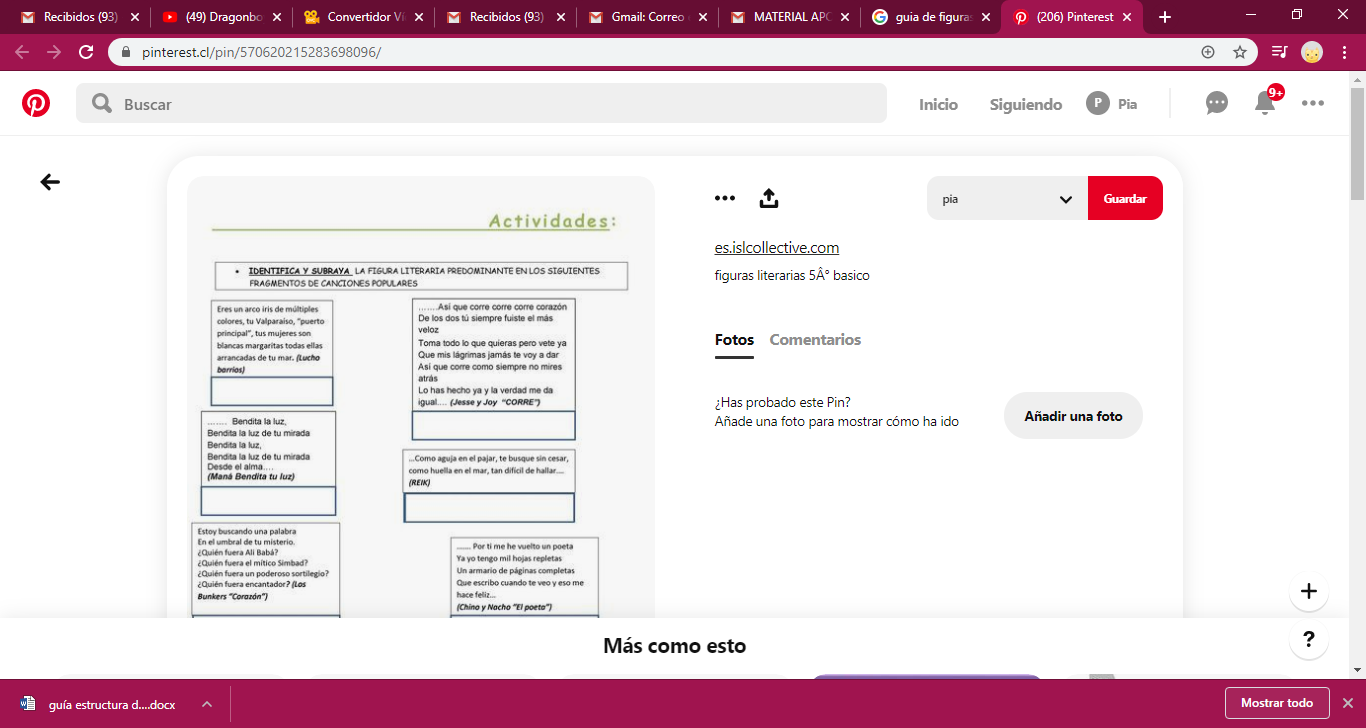 Recibidos (93)
(49) Dragonbo
Convertidor Ví
Recibidos (93)
Gmail: Correo
MATERIAL APO
guia de figuras
(206) Pinterest
pinterest.cl/pin/570620215283698096/
Buscar
Inicio
Siguiendo
P
Pia
9+
Actividades:
• IDENTIFICA Y SUBRAYA LA FIGURA LITERARIA PREDOMINANTE EN LOS SIGUIENTES
FRAGMENTOS DE CANCIONES POPULARES
Eres un arco iris de múltiples
colores, tu Valparaíso, "puerto
principal", tus mujeres son
blancas margaritas todas ellas
arrancadas de tu mar. (Lucho
barrios)
.......Así que corre corre corre corazón
De los dos tú siempre fuiste el más
veloz
Toma todo lo que quieras pero vete ya
Que mis lágrimas jamás te voy a dar
Así que corre como siempre no mires
atrás
Lo has hecho ya y la verdad me da
igual.... (Jesse y Joy "CORRE")
....... Bendita la luz,
Bendita la luz de tu mirada
Bendita la luz,
Bendita la luz de tu mirada
Desde el alma....
(Maná Bendita tu luz)
...Como aguja en el pajar, te busque sin cesar,
como huella en el mar, tan difícil de hallar....
(REIK)
Estoy buscando una palabra
En el umbral de tu misterio.
¿Quién fuera Ali Babá?
¿Quién fuera el mítico Simbad?
¿Quién fuera un poderoso sortilegio?
¿Quién fuera encantador? (Los
Bunkers "Corazón")
....... Por ti me he vuelto un poeta
Ya yo tengo mil hojas repletas
Un armario de páginas completas
Que escribo cuando te veo y eso me
hace feliz...
(Chino y Nacho "El poeta")
pia
Guardar
es.islcollective.com
figuras literarias 5Â° basico
Fotos
Comentarios
¿Has probado este Pin?
Añade una foto para mostrar cómo ha ido
Añadir una foto
Más como esto
?
guía estructura d....docx
Mostrar todo